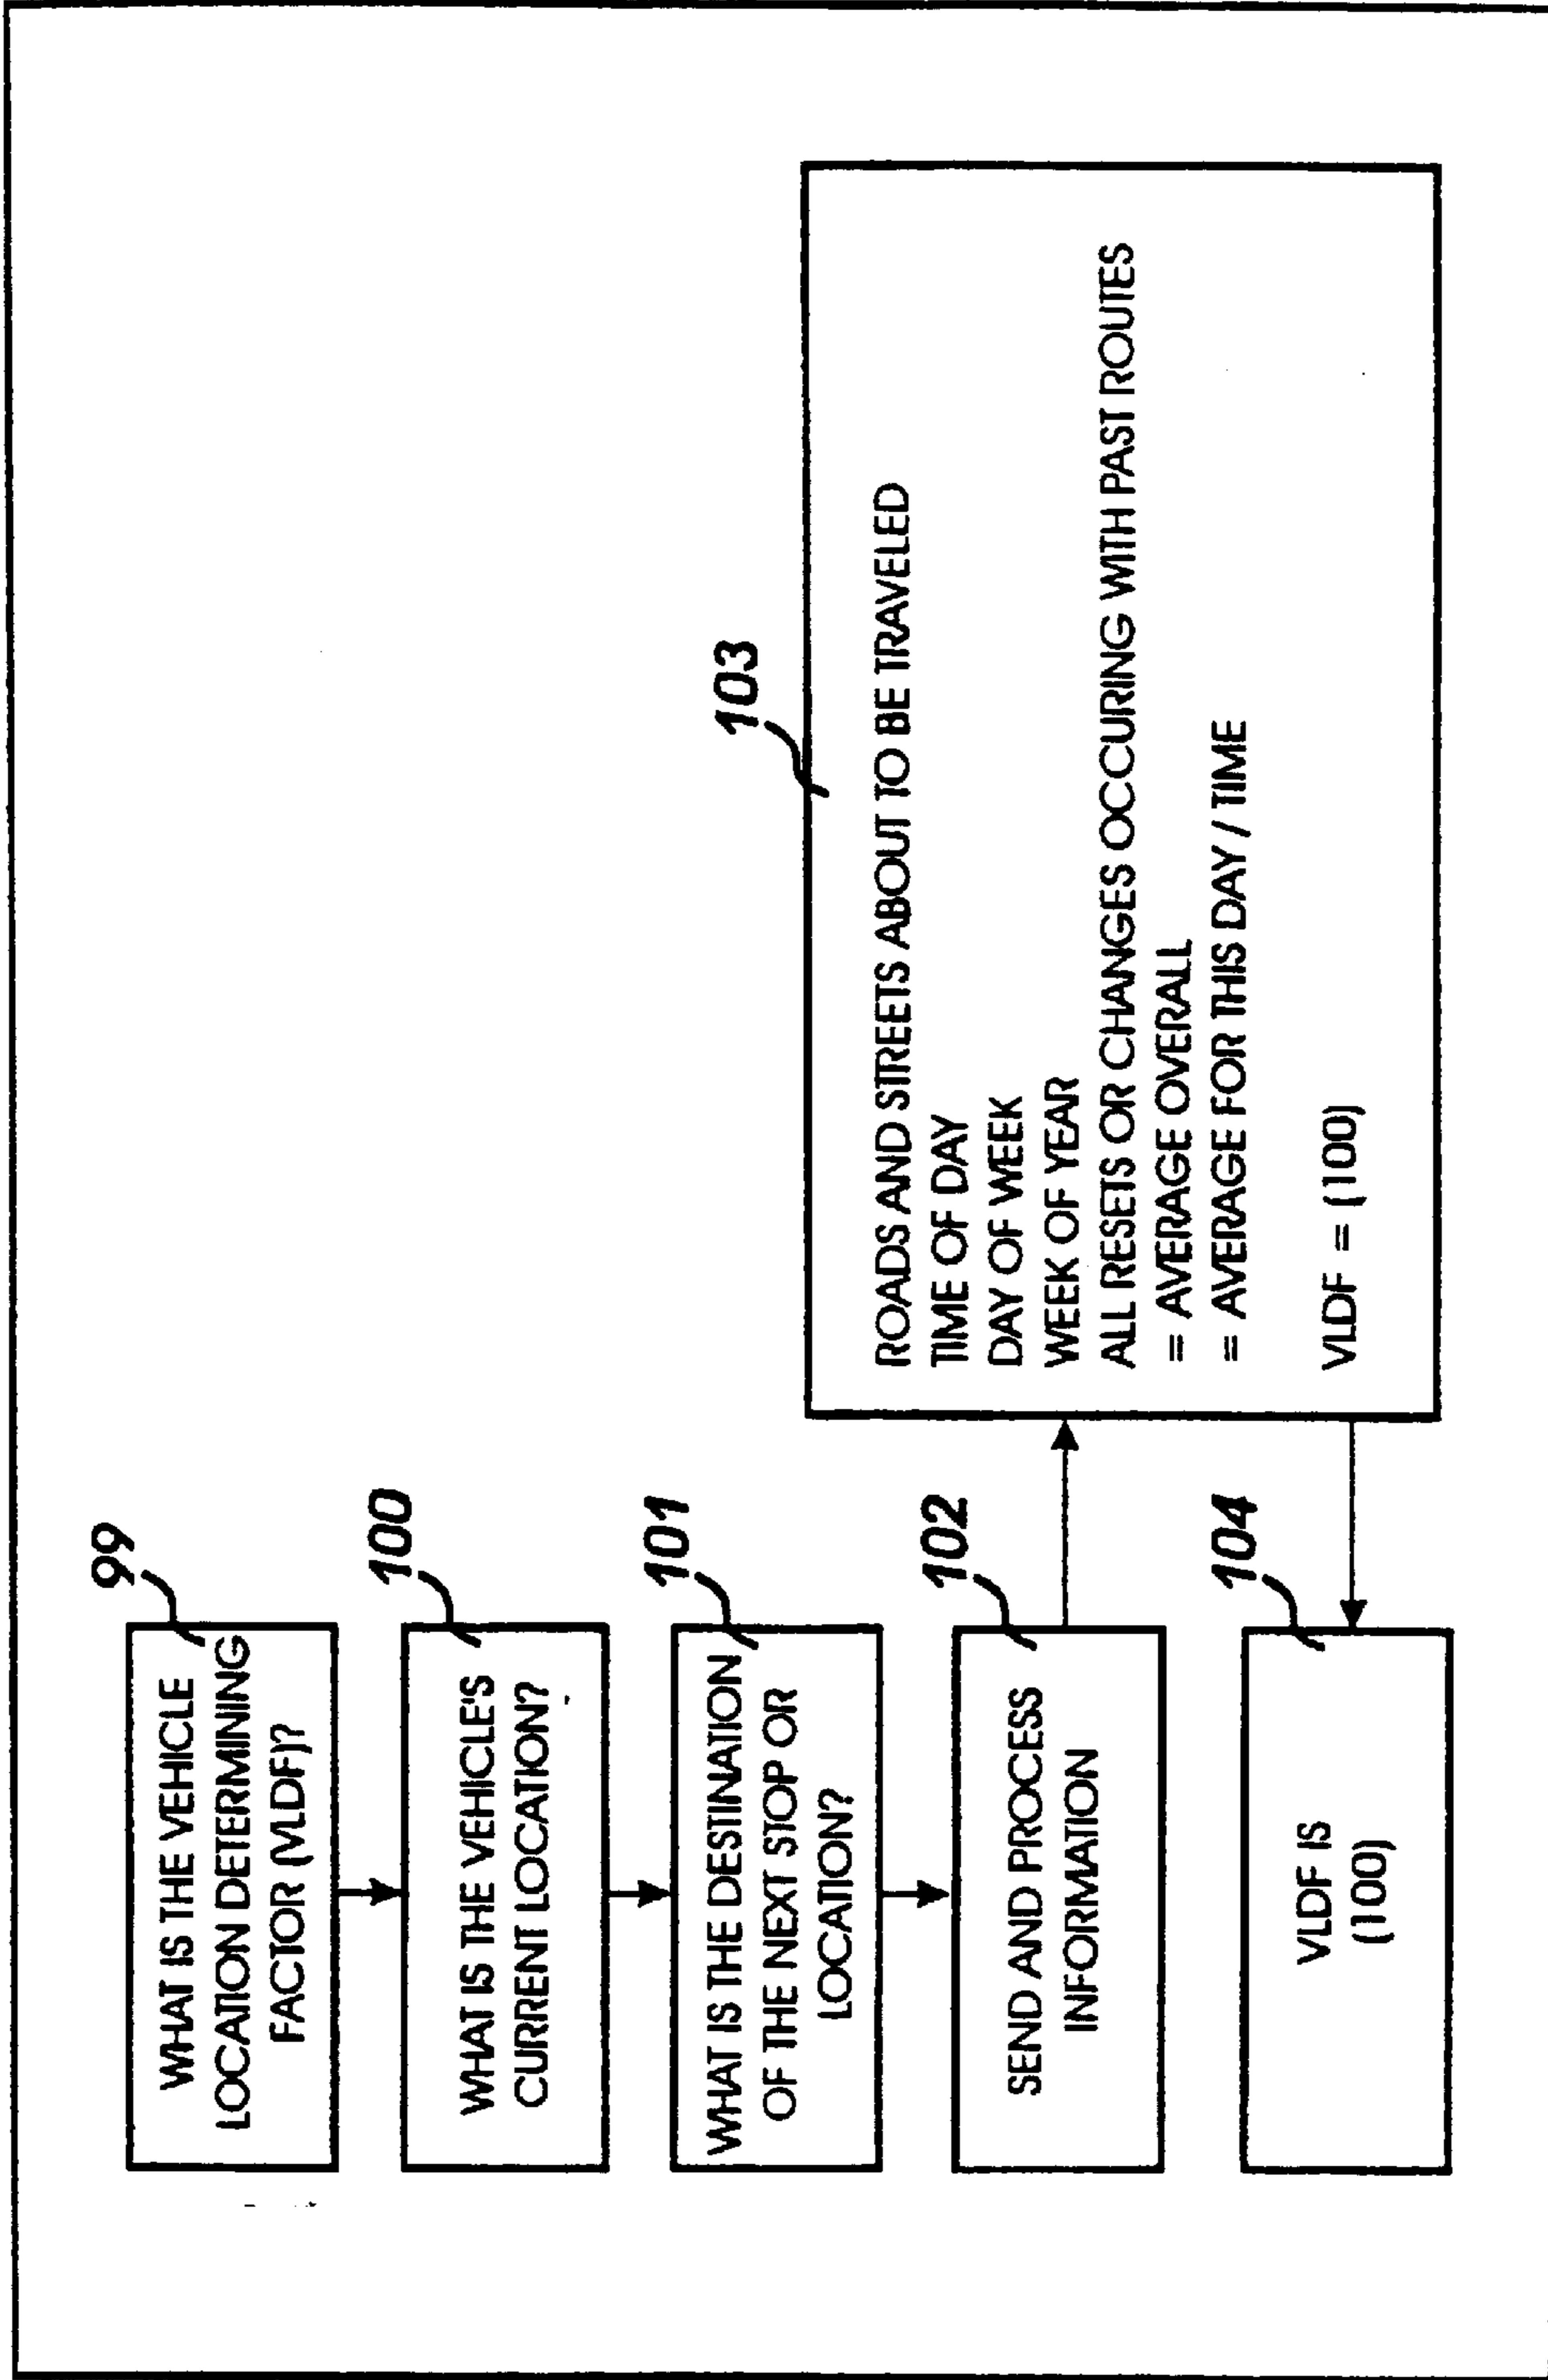 99
WHAT IS THE VEHICLE
LOCATION DETERMINING
FACTOR (VLDF)?
100
WHAT IS THE VEHICLE'S
CURRENT LOCATION?
101
WHAT IS THE DESTINATION
OF THE NEXT STOP OR
LOCATION?
102
SEND AND PROCESS
INFORMATION
103
ROADS AND STREETS ABOUT TO BE TRAVELED
TIME OF DAY
DAY OF WEEK
WEEK OF YEAR
ALL RESETS OR CHANGES OCCURING WITH PAST ROUTES
= AVERAGE OVERALL
= AVERAGE FOR THIS DAY / TIME
VLDF = (100)
104
VLDF IS
(100)